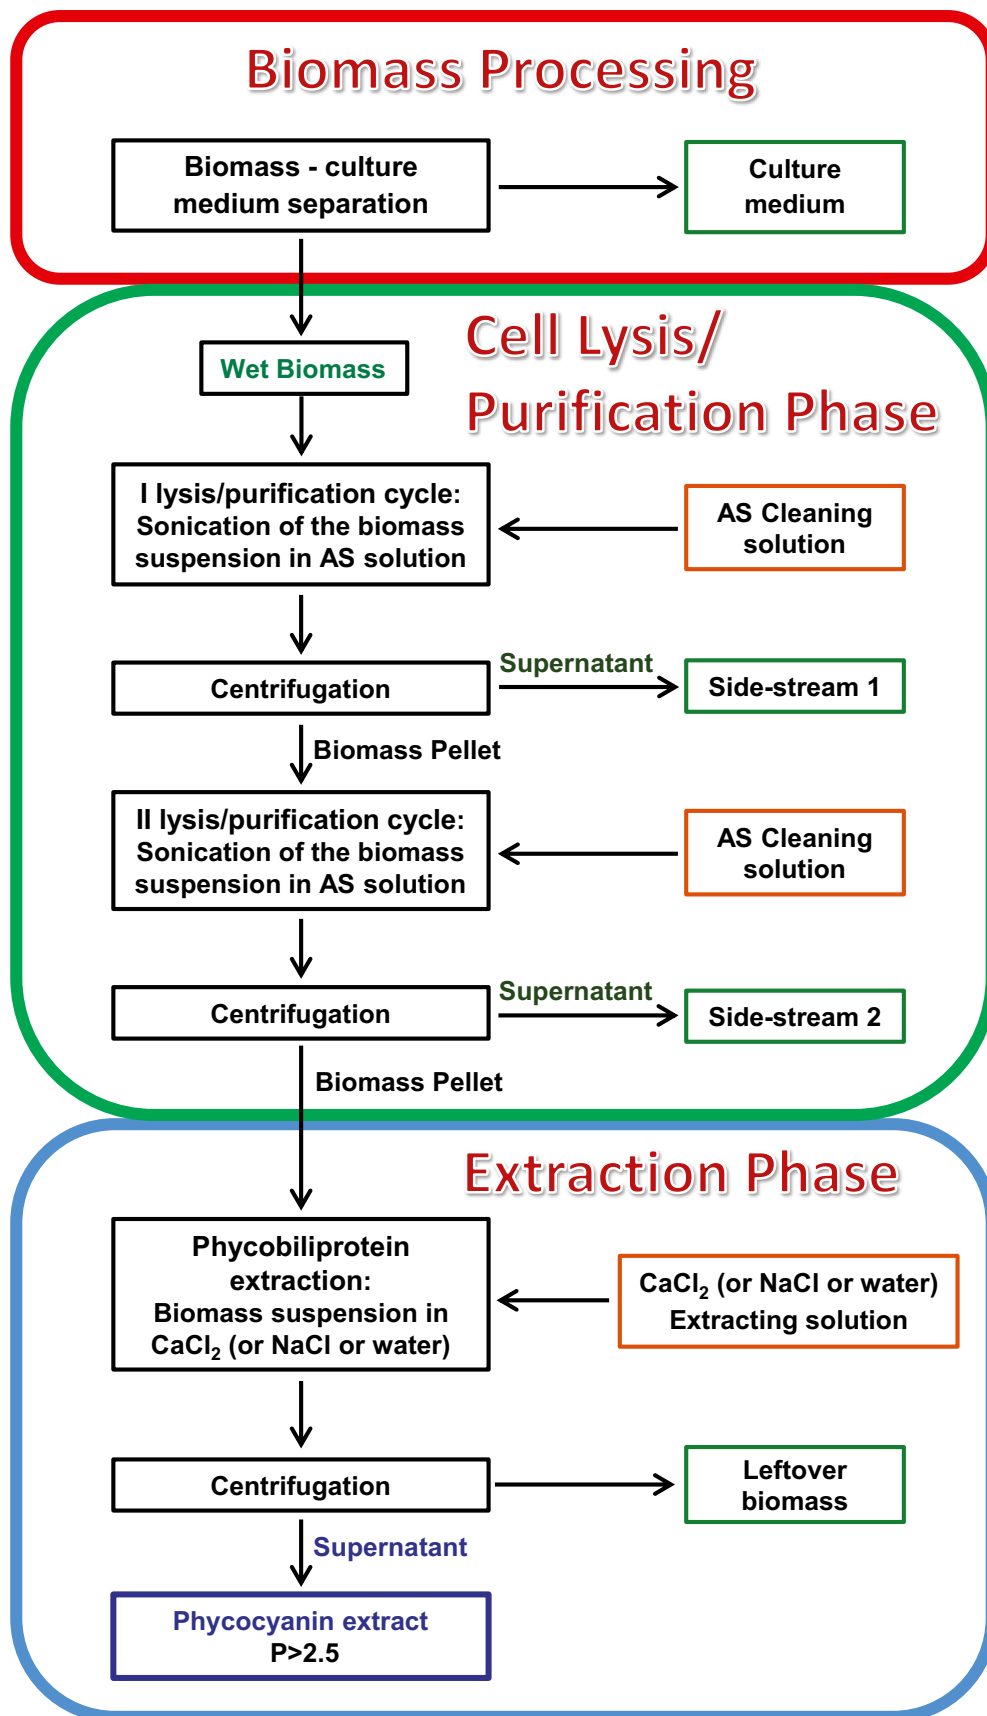 Biomass Processing
Biomass - culture
medium separation
Culture
medium
Cell Lysis/
Purification Phase
Wet Biomass
I lysis/purification cycle:
Sonication of the biomass
suspension in AS solution
AS Cleaning
solution
Centrifugation
Supernatant
Side-stream 1
Biomass Pellet
II lysis/purification cycle:
Sonication of the biomass
suspension in AS solution
AS Cleaning
solution
Centrifugation
Supernatant
Side-stream 2
Biomass Pellet
Extraction Phase
Phycobiliprotein
extraction:
Biomass suspension in
CaCl₂ (or NaCl or water)
CaCl₂ (or NaCl or water)
Extracting solution
Centrifugation
Leftover
biomass
Supernatant
Phycocyanin extract
P>2.5